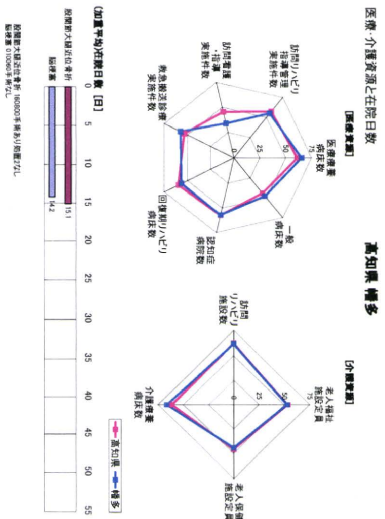 医療・介護資源と在院日数
高知県 幡多
[医療資源]
医療療養
病床数
一般
病床数
認知症
病院数
回復期リハビリ
病床数
救急搬送診療
実施件数
訪問看護
・指導
実施件数
訪問リハビリ
・指導管理
実施件数
0
25
50
75
[介護資源]
老人福祉
施設定員
老人保健
施設定員
介護療養
病床数
訪問
リハビリ
施設数
0
25
50
75
高知県
幡多
(加重平均)在院日数 [日]
0 5 10 15 20 25 30 35 40 45 50 55
股関節大腿近位骨折
15.1
脳梗塞
14.2
股関節大腿近位骨折 160800手術あり処置2なし
脳梗塞 010060手術なし